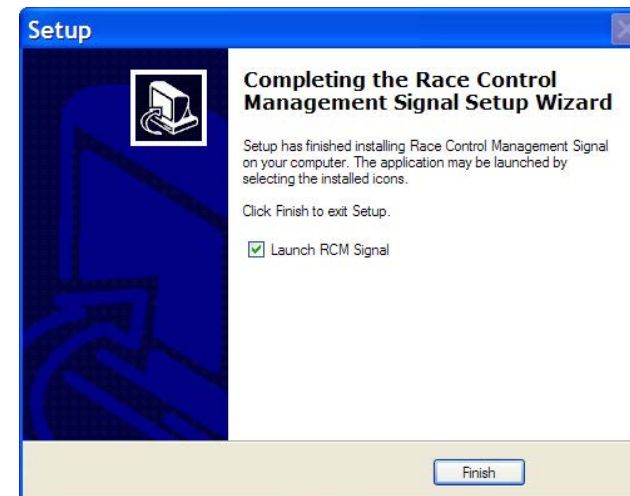 Setup
Completing the Race Control
Management Signal Setup Wizard
Setup has finished installing Race Control Management Signal
on your computer. The application may be launched by
selecting the installed icons.
Click Finish to exit Setup.
Launch RCM Signal
Finish